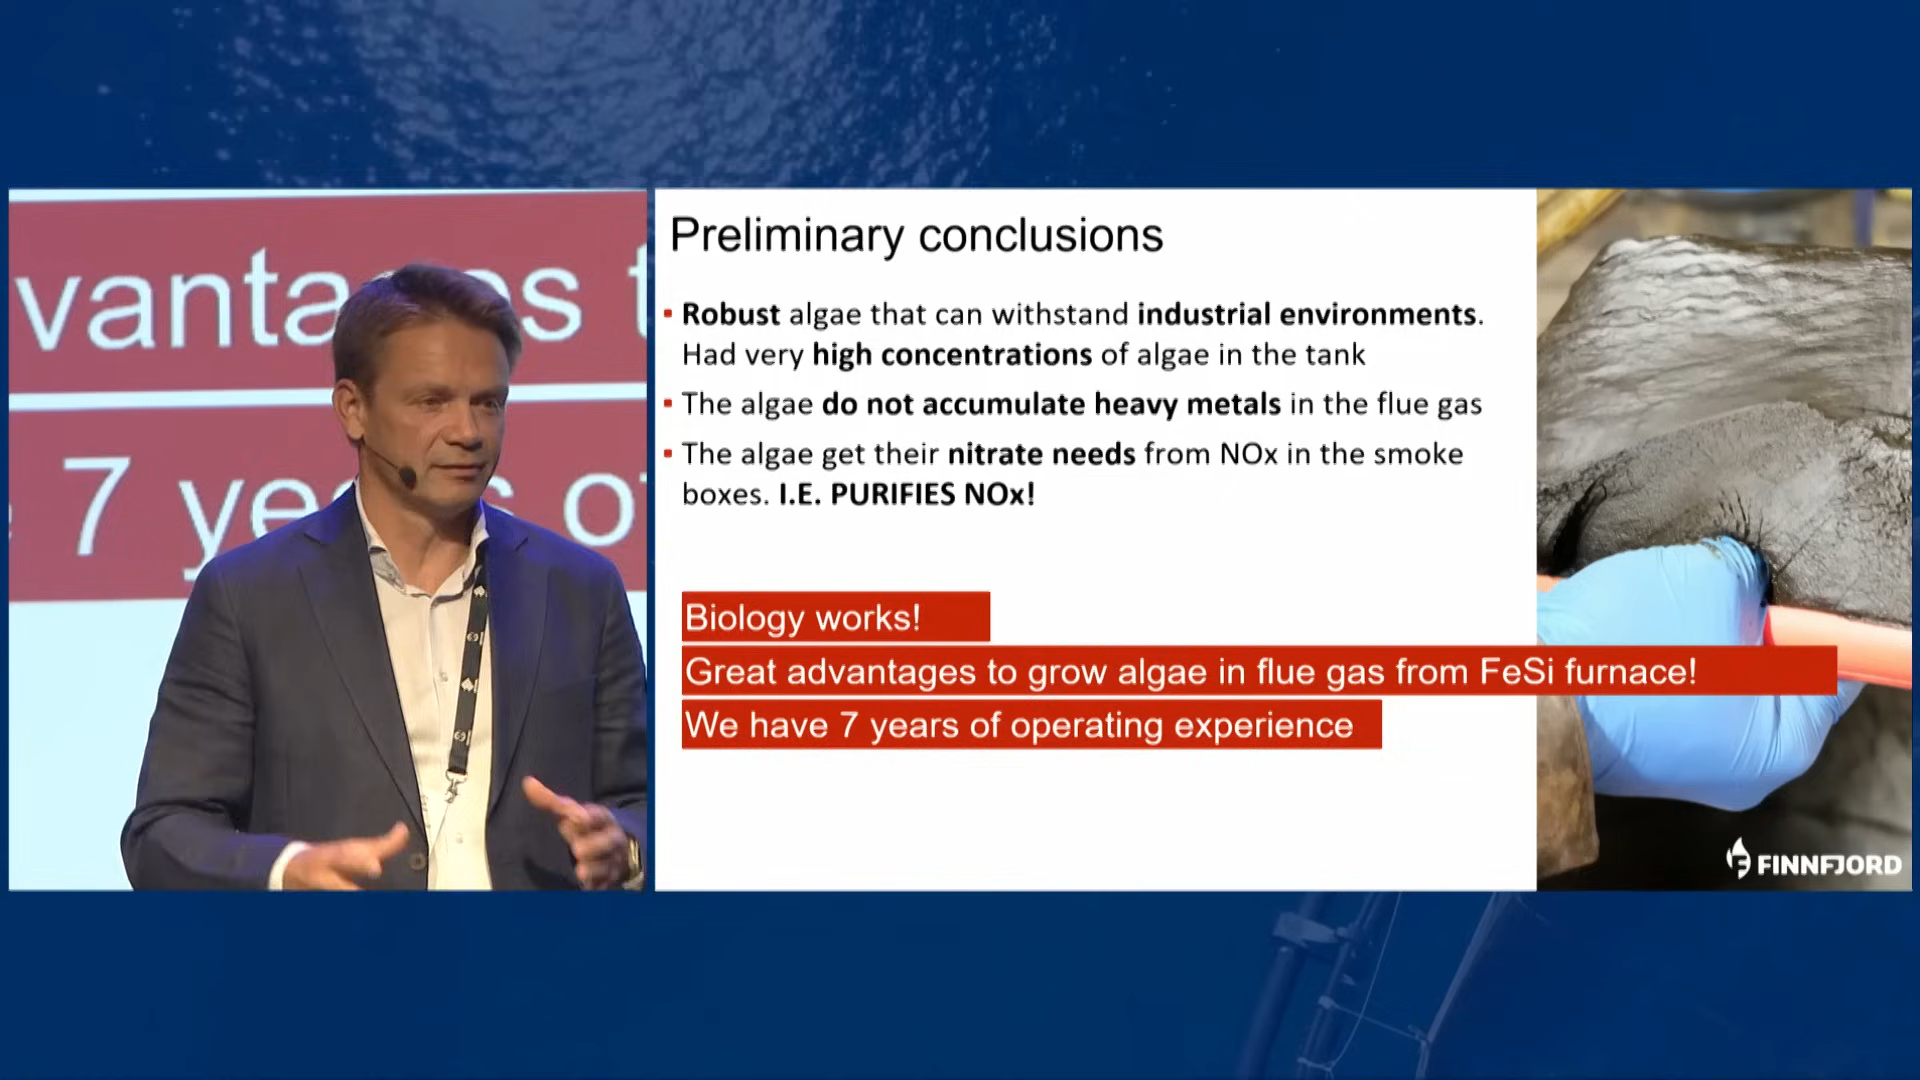 vanta es t
7 ye s o
Preliminary conclusions
Robust algae that can withstand industrial environments.
Had very high concentrations of algae in the tank
The algae do not accumulate heavy metals in the flue gas
The algae get their nitrate needs from NOx in the smoke
boxes. I.E. PURIFIES NOx!
Biology works!
Great advantages to grow algae in flue gas from FeSi furnace!
We have 7 years of operating experience
FINNFJORD